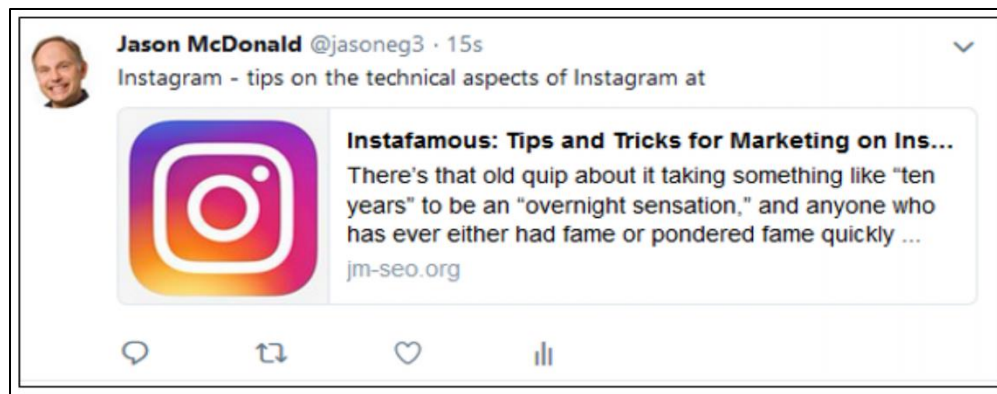 Jason McDonald @jasoneg3 · 15s
Instagram - tips on the technical aspects of Instagram at
Instafamous: Tips and Tricks for Marketing on Ins...
There's that old quip about it taking something like “ten
years” to be an “overnight sensation,” and anyone who
has ever either had fame or pondered fame quickly ...
jm-seo.org